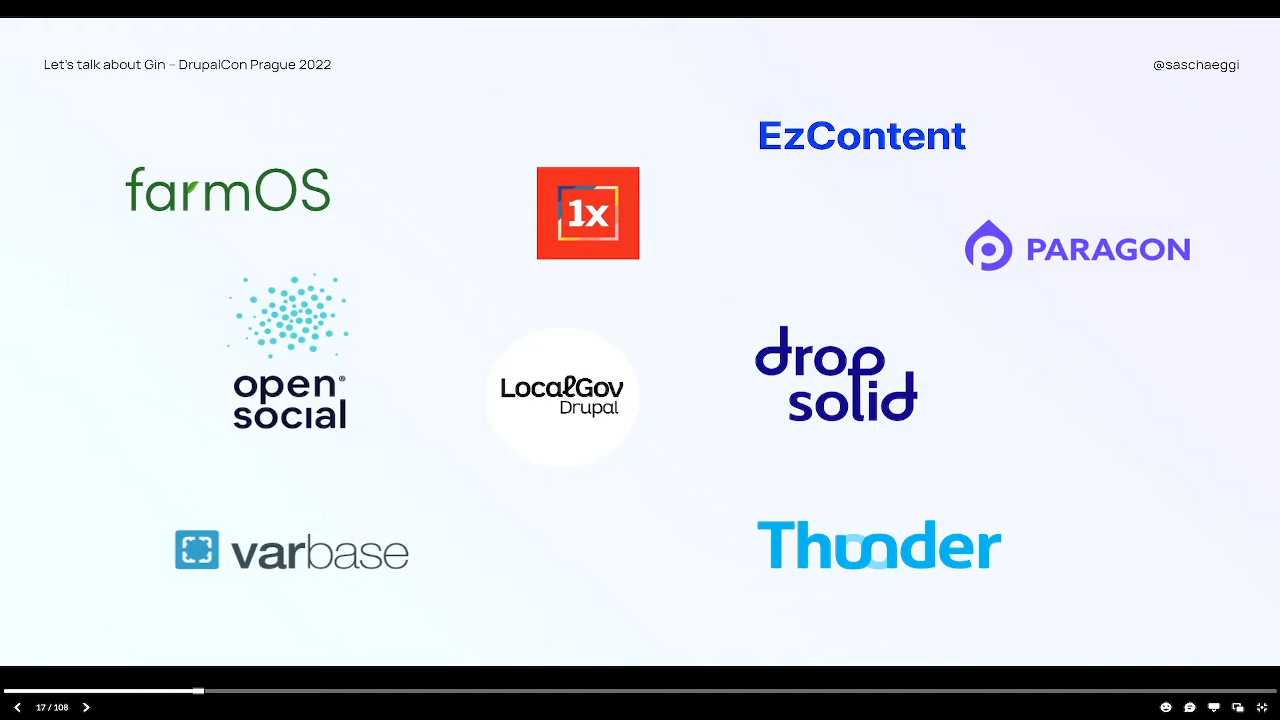 Let's talk about Gin – DrupalCon Prague 2022
@saschaeggi
EzContent
farmOS
1x
PARAGON
open®
social
LocalGov
Drupal
drop
solid
varbase
Thunder
17 / 108